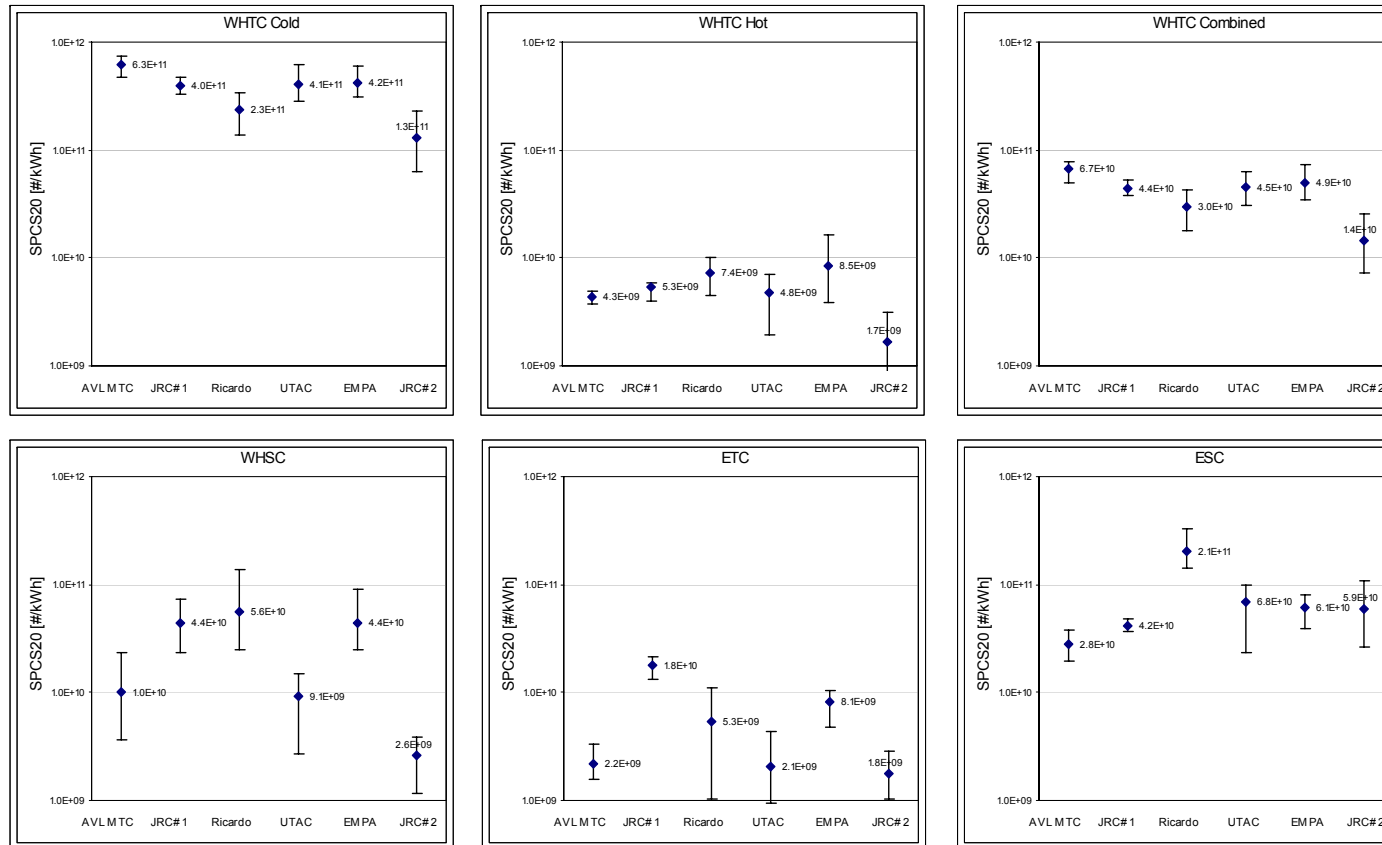 WHTC Cold
1.0E+12
1.0E+11
1.0E+10
1.0E+09
SPCS20 [#/kWh]
6.3E+11
4.0E+11
2.3E+11
4.1E+11
4.2E+11
1.3E+11
AVL MTC JRC#1 Ricardo UTAC EMPA JRC#2
WHTC Hot
1.0E+12
1.0E+11
1.0E+10
1.0E+09
SPCS20 [#/kWh]
4.3E+09
5.3E+09
7.4E+09
4.8E+09
8.5E+09
1.7E+09
AVL MTC JRC#1 Ricardo UTAC EMPA JRC#2
WHTC Combined
1.0E+12
1.0E+11
1.0E+10
1.0E+09
SPCS20 [#/kWh]
6.7E+10
4.4E+10
3.0E+10
4.5E+10
4.9E+10
1.4E+10
AVL MTC JRC#1 Ricardo UTAC EMPA JRC#2
WHSC
1.0E+12
1.0E+11
1.0E+10
1.0E+09
SPCS20 [#/kWh]
1.0E+10
4.4E+10
5.6E+10
9.1E+09
4.4E+10
2.6E+09
AVL MTC JRC#1 Ricardo UTAC EMPA JRC#2
ETC
1.0E+12
1.0E+11
1.0E+10
1.0E+09
SPCS20 [#/kWh]
2.2E+09
1.8E+10
5.3E+09
2.1E+09
8.1E+09
1.8E+09
AVL MTC JRC#1 Ricardo UTAC EMPA JRC#2
ESC
1.0E+12
1.0E+11
1.0E+10
1.0E+09
SPCS20 [#/kWh]
2.8E+10
4.2E+10
2.1E+11
6.8E+10
6.1E+10
5.9E+10
AVL MTC JRC#1 Ricardo UTAC EMPA JRC#2